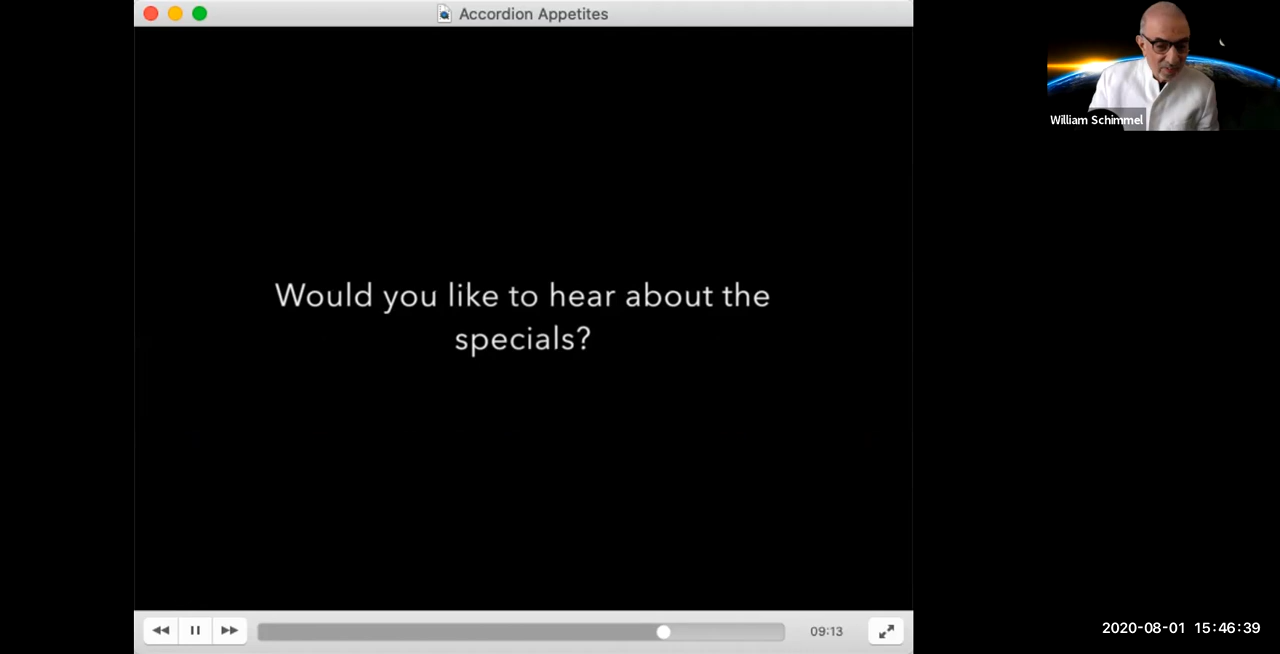 Accordion Appetites
William Schimmel
Would you like to hear about the
specials?
09:13
2020-08-01 15:46:39